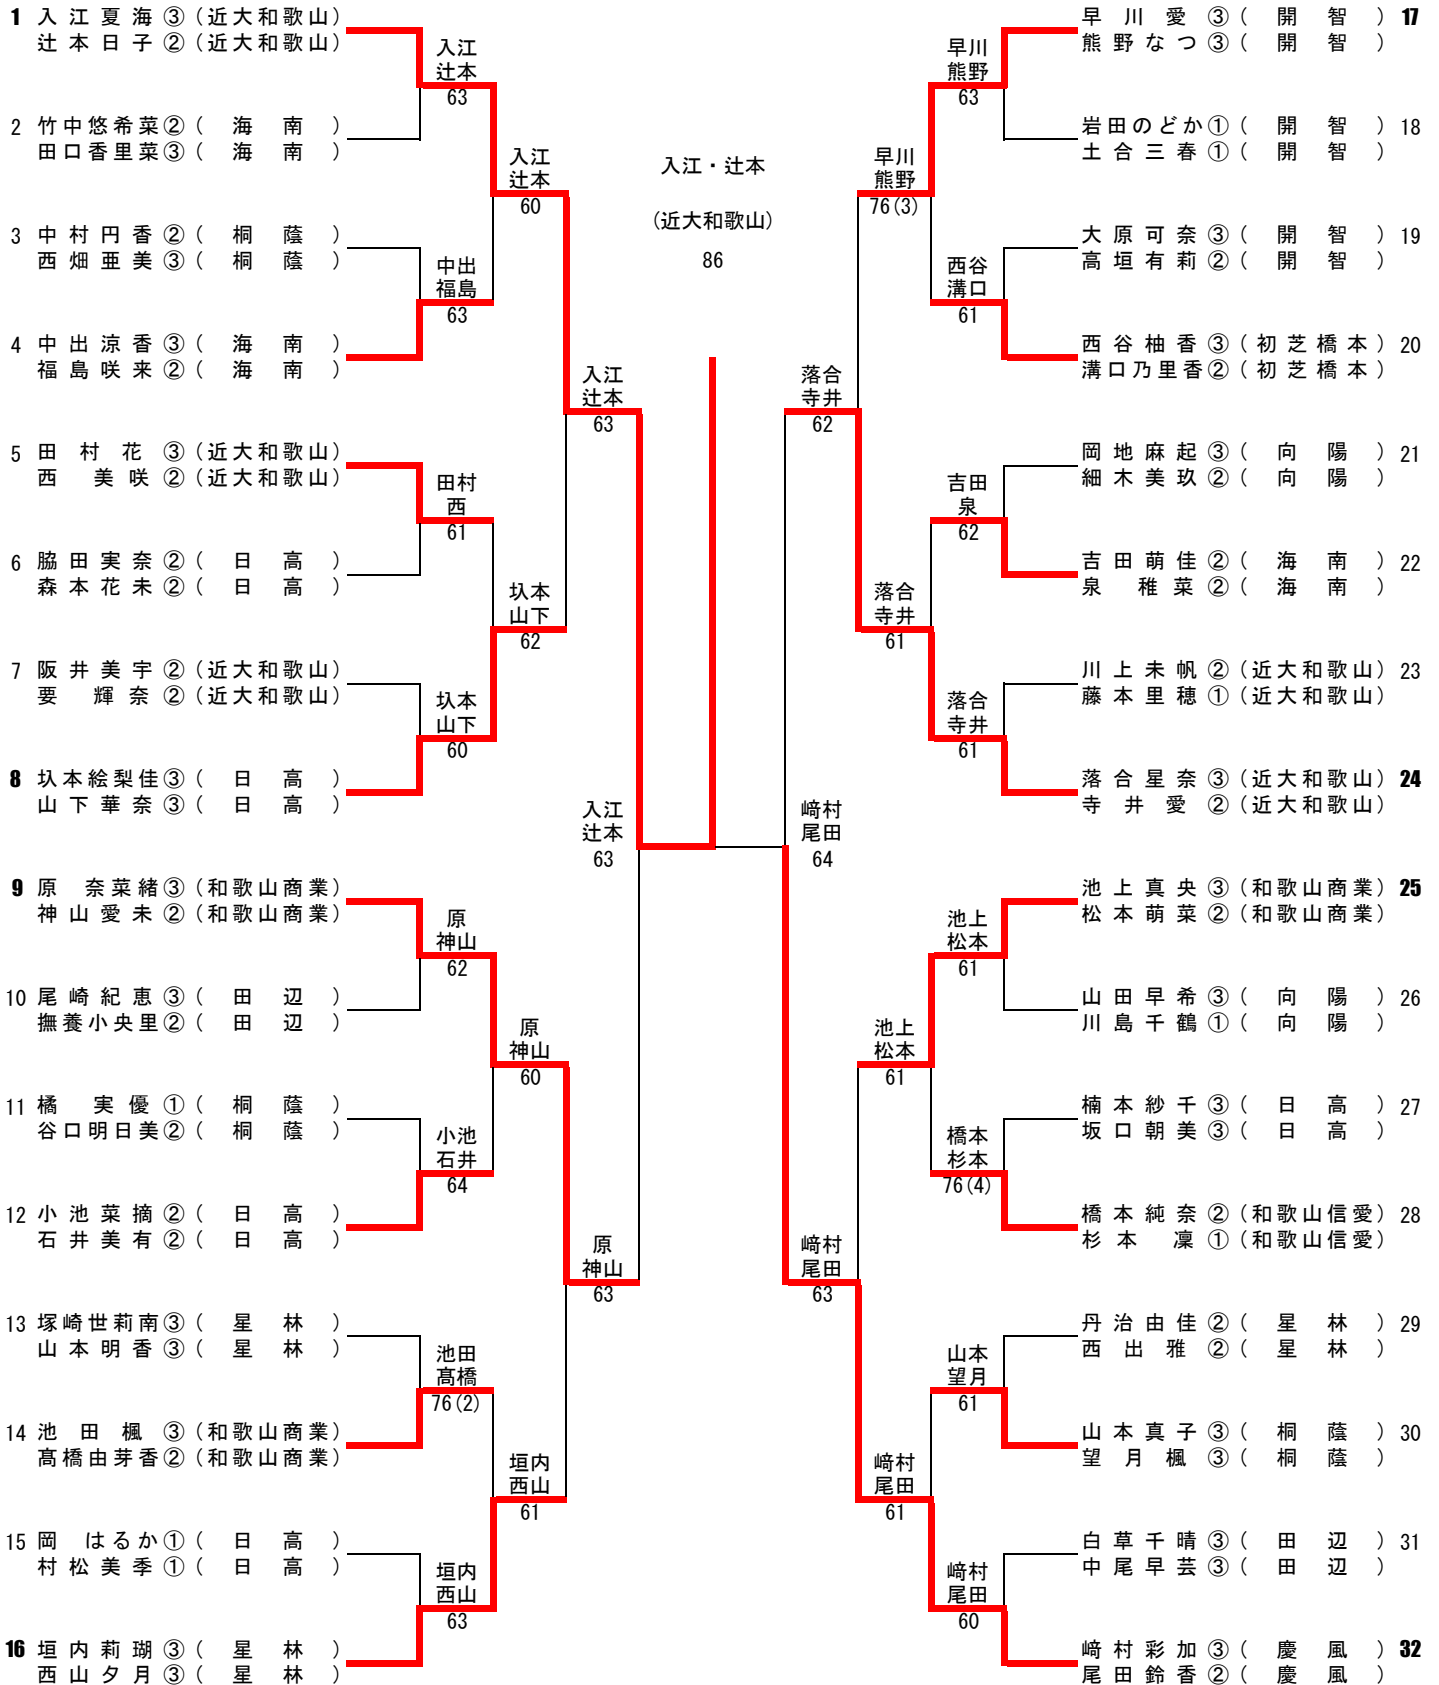 1 入江夏海③(近大和歌山)
辻本日子②(近大和歌山)
2 竹中悠希菜②(海南)
田口香里菜③(海南)
3 中村円香②(桐蔭)
西畑亜美③(桐蔭)
4 中出涼香③(海南)
福島咲来②(海南)
5 田村花③(近大和歌山)
西美咲②(近大和歌山)
6 脇田実奈②(日高)
森本花未②(日高)
7 阪井美宇②(近大和歌山)
要輝奈②(近大和歌山)
8 圦本絵梨佳③(日高)
山下華奈③(日高)
9 原奈菜緒③(和歌山商業)
神山愛未②(和歌山商業)
10 尾崎紀恵③(田辺)
撫養小央里②(田辺)
11 橘実優①(桐蔭)
谷口明日美②(桐蔭)
12 小池菜摘②(日高)
石井美有②(日高)
13 塚崎世莉南③(星林)
山本明香③(星林)
14 池田楓③(和歌山商業)
髙橋由芽香②(和歌山商業)
15 岡はるか①(日高)
村松美季①(日高)
16 垣内莉瑚③(星林)
西山夕月③(星林)
入江
辻本
63
中出
福島
63
田村
西
61
圦本
山下
60
原
神山
62
小池
石井
64
池田
髙橋
76(2)
垣内
西山
63
入江
辻本
60
圦本
山下
62
原
神山
60
垣内
西山
61
入江
辻本
63
原
神山
63
入江
辻本
63
入江・辻本
(近大和歌山)
86
﨑村
尾田
64
落合
寺井
62
﨑村
尾田
63
早川
熊野
76(3)
落合
寺井
61
池上
松本
61
﨑村
尾田
61
早川
熊野
63
西谷
溝口
61
吉田
泉
62
落合
寺井
61
池上
松本
61
橋本
杉本
76(4)
山本
望月
61
﨑村
尾田
60
早川愛③(開智) 17
熊野なつ③(開智)
岩田のどか①(開智) 18
土合三春①(開智)
大原可奈③(開智) 19
高垣有莉②(開智)
西谷柚香③(初芝橋本) 20
溝口乃里香②(初芝橋本)
岡地麻起③(向陽) 21
細木美玖②(向陽)
吉田萌佳②(海南) 22
泉稚菜②(海南)
川上未帆②(近大和歌山) 23
藤本里穂①(近大和歌山)
落合星奈③(近大和歌山) 24
寺井愛②(近大和歌山)
池上真央③(和歌山商業) 25
松本萌菜②(和歌山商業)
山田早希③(向陽) 26
川島千鶴①(向陽)
楠本紗千③(日高) 27
坂口朝美③(日高)
橋本純奈②(和歌山信愛) 28
杉本凜①(和歌山信愛)
丹治由佳②(星林) 29
西出雅②(星林)
山本真子③(桐蔭) 30
望月楓③(桐蔭)
白草千晴③(田辺) 31
中尾早芸③(田辺)
﨑村彩加③(慶風) 32
尾田鈴香②(慶風)